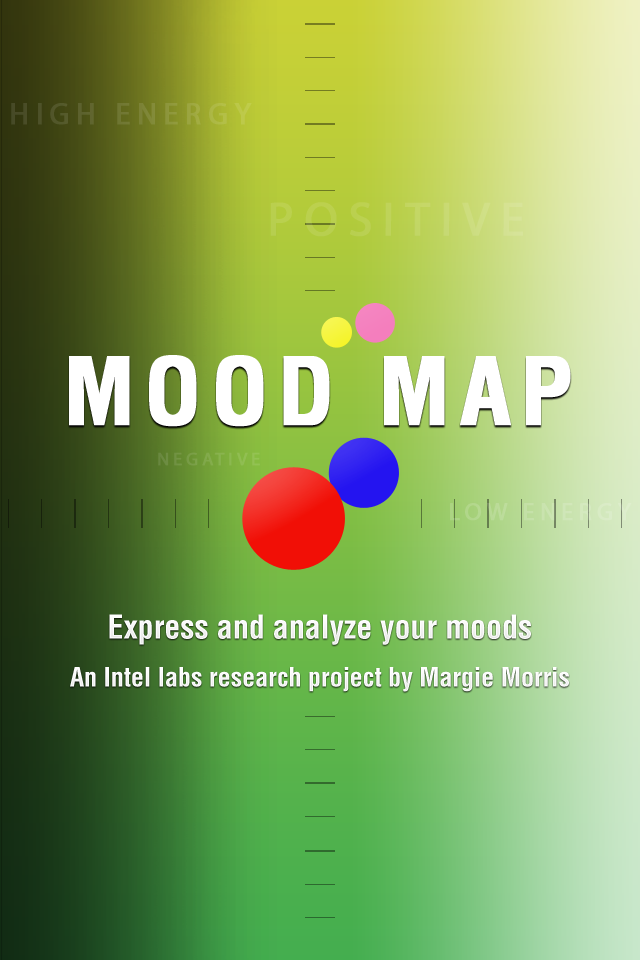 HIGH ENERGY
POSITIVE
MOOD MAP
NEGATIVE
LOW ENERGY
Express and analyze your moods
An Intel labs research project by Margie Morris